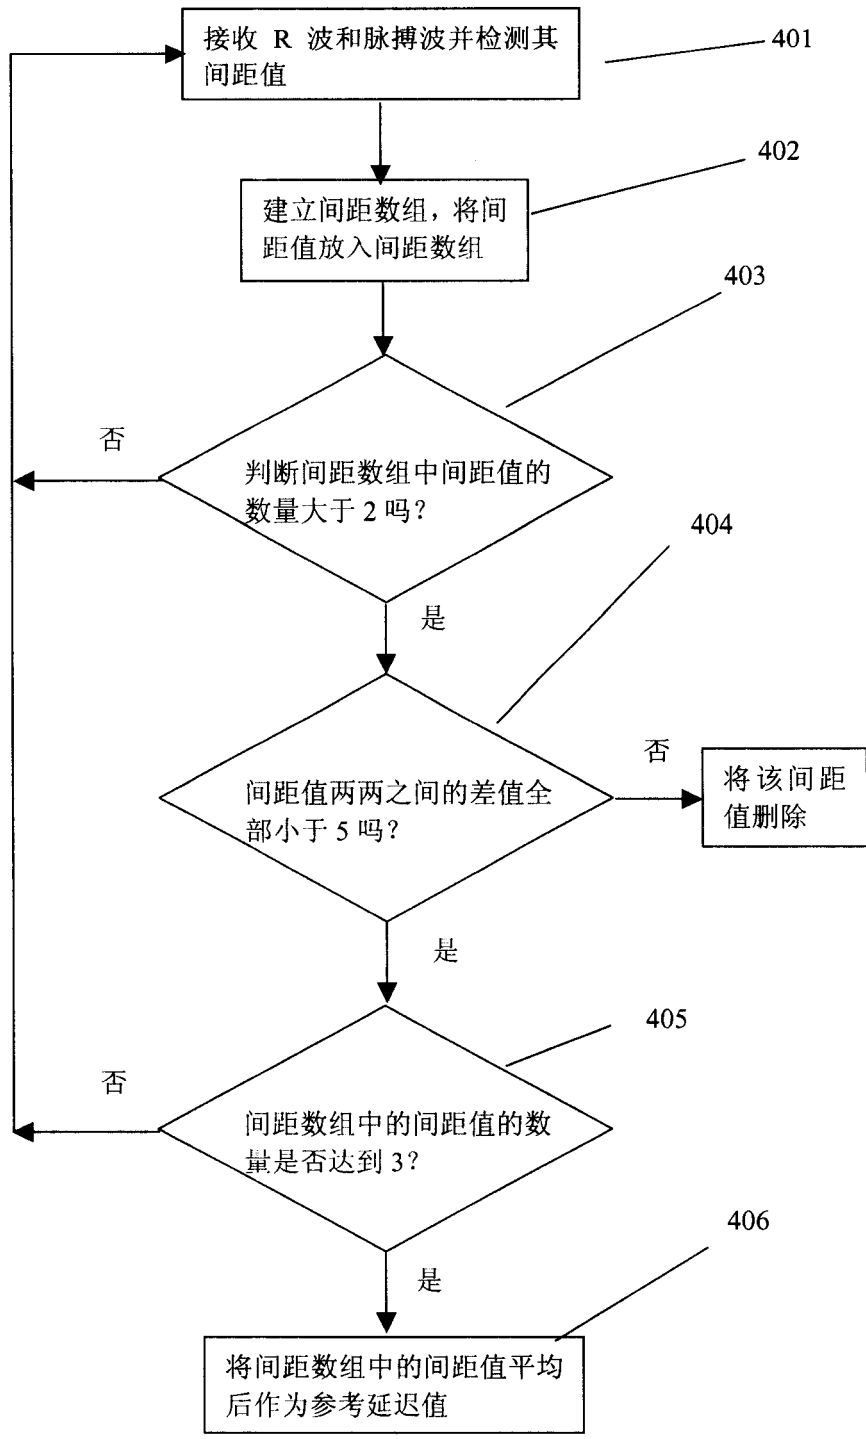 接收 R 波和脉搏波并检测其
间距值
401
建立间距数组，将间
距值放入间距数组
402
403
否
判断间距数组中间距值的
数量大于 2 吗？
是
404
间距值两两之间的差值全
部小于 5 吗？
否
将该间距
值删除
是
405
否
间距数组中的间距值的数
量是否达到 3？
是
406
将间距数组中的间距值平均
后作为参考延迟值